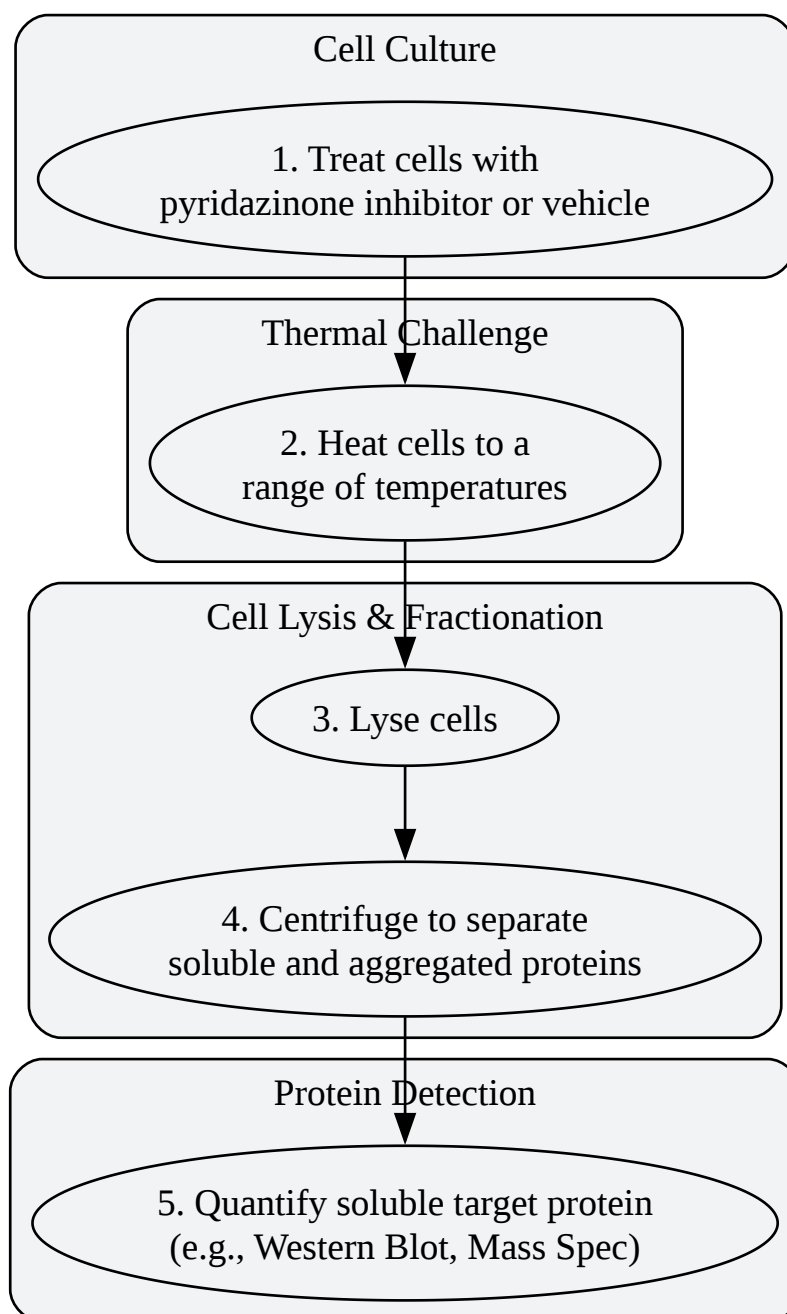 Cell Culture
1. Treat cells with
pyridazinone inhibitor or vehicle
Thermal Challenge
2. Heat cells to a
range of temperatures
Cell Lysis & Fractionation
3. Lyse cells
4. Centrifuge to separate
soluble and aggregated proteins
Protein Detection
5. Quantify soluble target protein
(e.g., Western Blot, Mass Spec)